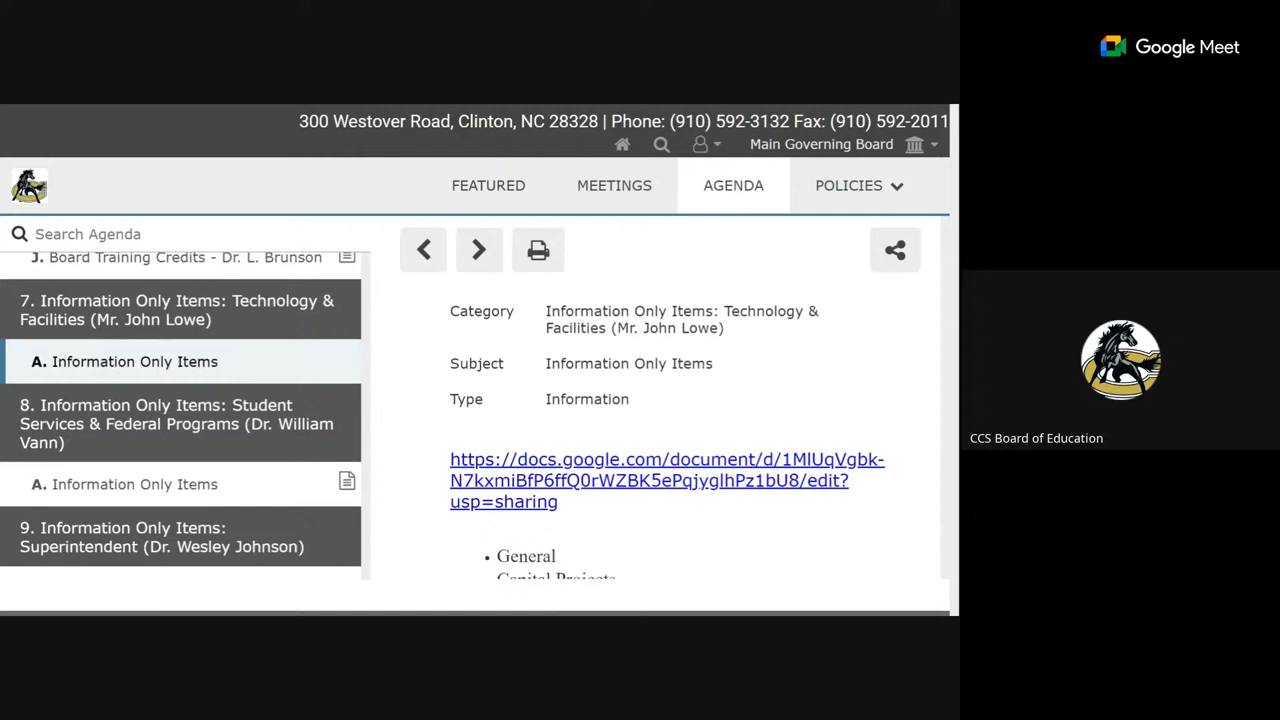 Google Meet
300 Westover Road, Clinton, NC 28328 | Phone: (910) 592-3132 Fax: (910) 592-2011
Main Governing Board
FEATURED MEETINGS AGENDA POLICIES
Search Agenda
J. Board Training Credits - Dr. L. Brunson
7. Information Only Items: Technology &
Facilities (Mr. John Lowe)
A. Information Only Items
8. Information Only Items: Student
Services & Federal Programs (Dr. William
Vann)
A. Information Only Items
9. Information Only Items:
Superintendent (Dr. Wesley Johnson)
Category Information Only Items: Technology &
Facilities (Mr. John Lowe)
Subject Information Only Items
Type Information
https://docs.google.com/document/d/1MlUqVgbk-
N7kxmiBfP6ffQ0rWZBK5ePqjyglhPz1bU8/edit?
usp=sharing
• General
Capital Projects
CCS Board of Education